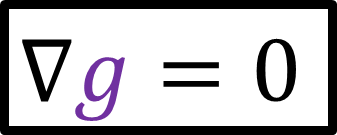 ∇g = 0